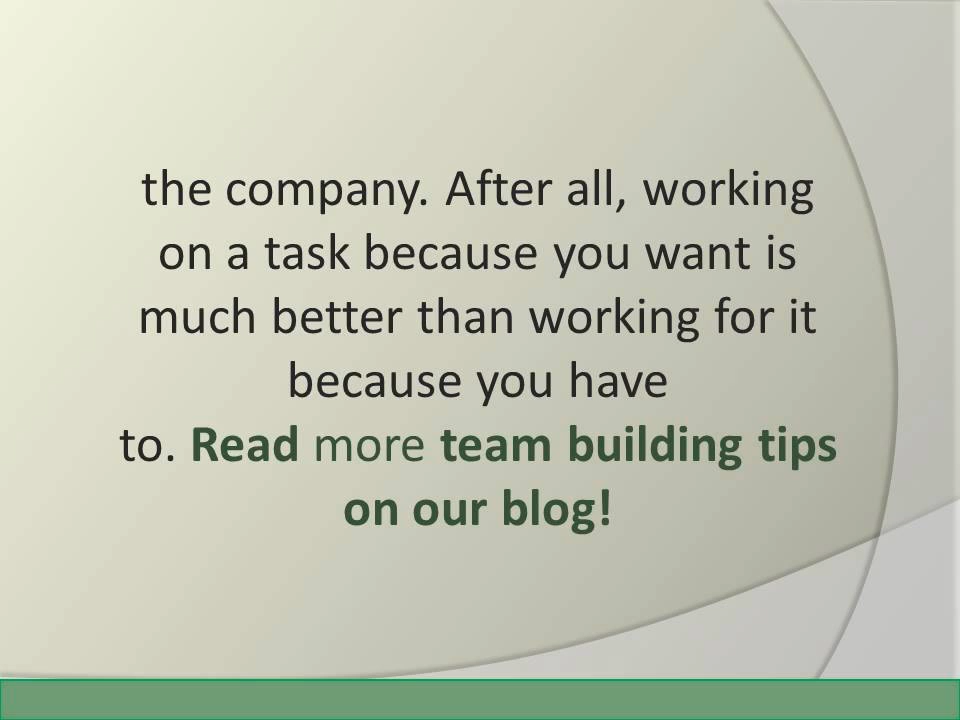 the company. After all, working
on a task because you want is
much better than working for it
because you have
to. Read more team building tips
on our blog!